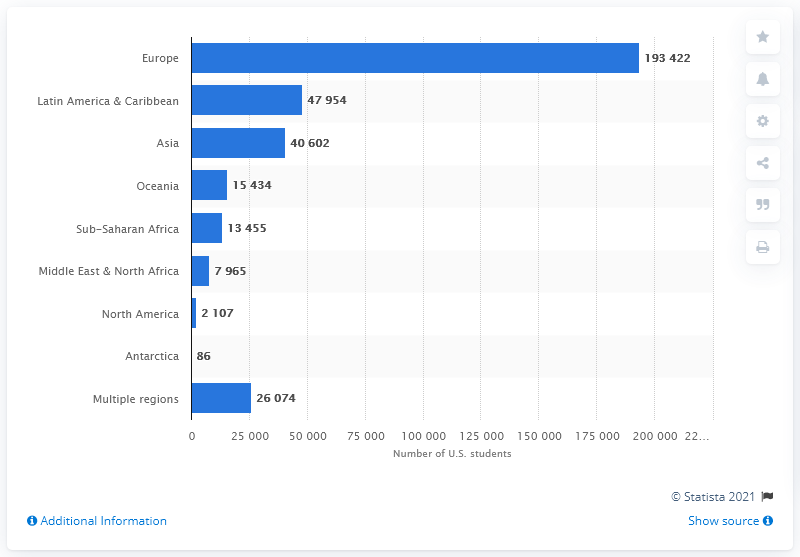 Europe 193 422
Latin America & Caribbean 47 954
Asia 40 602
Oceania 15 434
Sub-Saharan Africa 13 455
Middle East & North Africa 7 965
North America 2 107
Antarctica 86
Multiple regions 26 074
0 25 000 50 000 75 000 100 000 125 000 150 000 175 000 200 000 22...
Number of U.S. students
© Statista 2021
Additional Information Show source